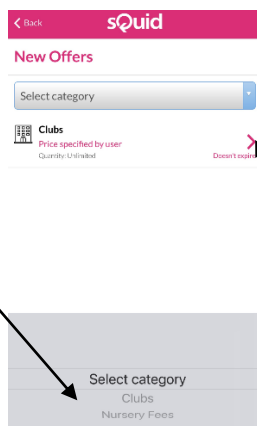 Back
sQuid
New Offers
Select category
Clubs
Price specified by user
Quantity: Unlimited
Doesn't expire
Select category
Clubs
Nursery Fees